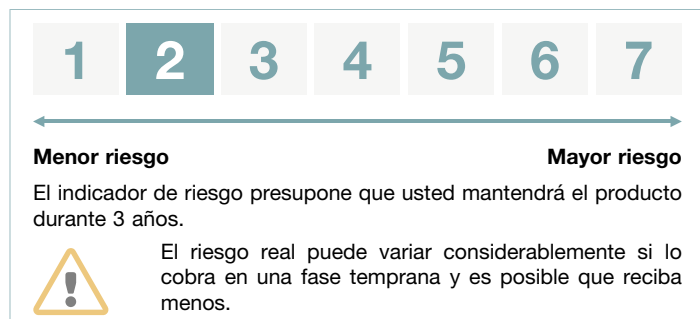 1 2 3 4 5 6 7
Menor riesgo Mayor riesgo
El indicador de riesgo presupone que usted mantendrá el producto
durante 3 años.
El riesgo real puede variar considerablemente si lo
cobra en una fase temprana y es posible que reciba
menos.